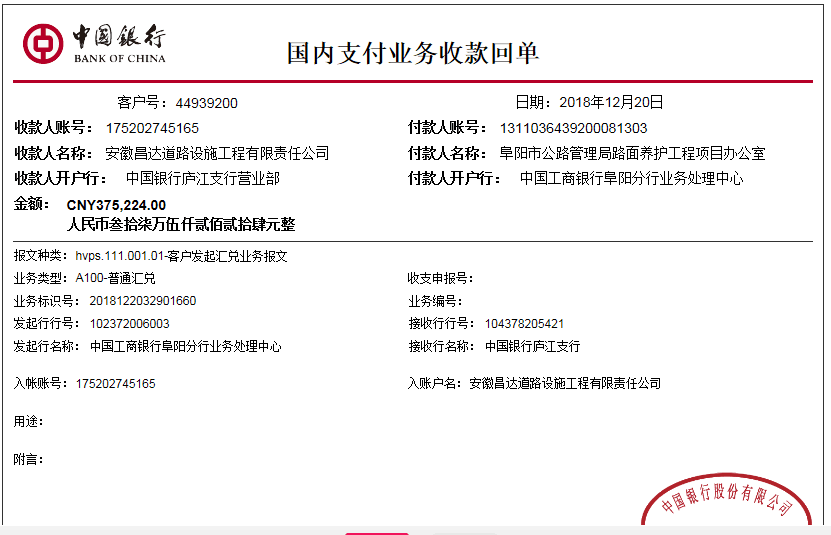 中国银行
BANK OF CHINA
国内支付业务收款回单
客户号：44939200 日期：2018年12月20日
收款人账号：175202745165 付款人账号：1311036439200081303
收款人名称：安徽昌达道路设施工程有限责任公司 付款人名称：阜阳市公路管理局路面养护工程项目办公室
收款人开户行：中国银行庐江支行营业部 付款人开户行：中国工商银行阜阳分行业务处理中心
金额：CNY375,224.00
人民币叁拾柒万伍仟贰佰贰拾肆元整
报文种类：hvps.111.001.01-客户发起汇兑业务报文
业务类型：A100-普通汇兑 收支申报号：
业务标识号：2018122032901660 业务编号：
发起行行号：102372006003 接收行行号：104378205421
发起行名称：中国工商银行阜阳分行业务处理中心 接收行名称：中国银行庐江支行
入帐账号：175202745165 入账户名：安徽昌达道路设施工程有限责任公司
用途：
附言：
中国银行股份有限公司